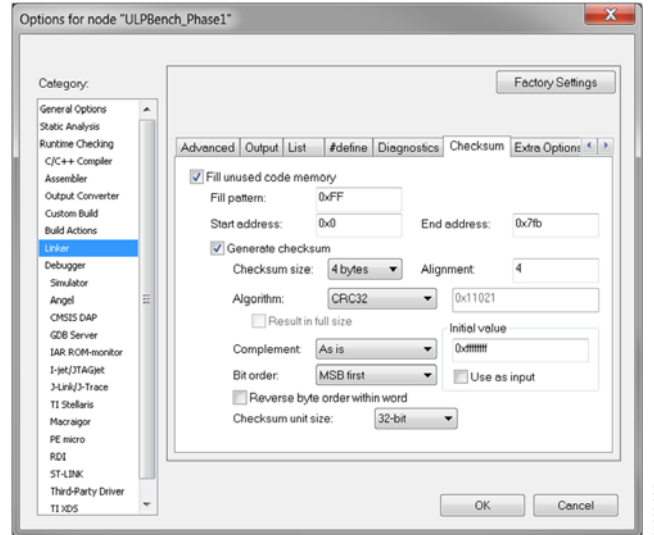 Options for node "ULPBench_Phase1"
X
Category:
Factory Settings
General Options
Static Analysis
Runtime Checking
C/C++ Compiler
Assembler
Output Converter
Custom Build
Build Actions
Linker
Debugger
Simulator
Angel
CMSIS DAP
GDB Server
IAR ROM-monitor
I-jet/JTAGjet
J-Link/J-Trace
TI Stellaris
Macraigor
PE micro
RDI
ST-LINK
Third-Party Driver
TI XDS
Advanced Output List #define Diagnostics Checksum Extra Options
Fill unused code memory
Fill pattern: 0xFF
Start address: 0x0 End address: 0x7fb
Generate checksum
Checksum size: 4 bytes Alignment: 4
Algorithm: CRC32 0x11021
Result in full size
Initial value
Complement: As is 0xffffffff
Bit order: MSB first Use as input
Reverse byte order within word
Checksum unit size: 32-bit
OK Cancel